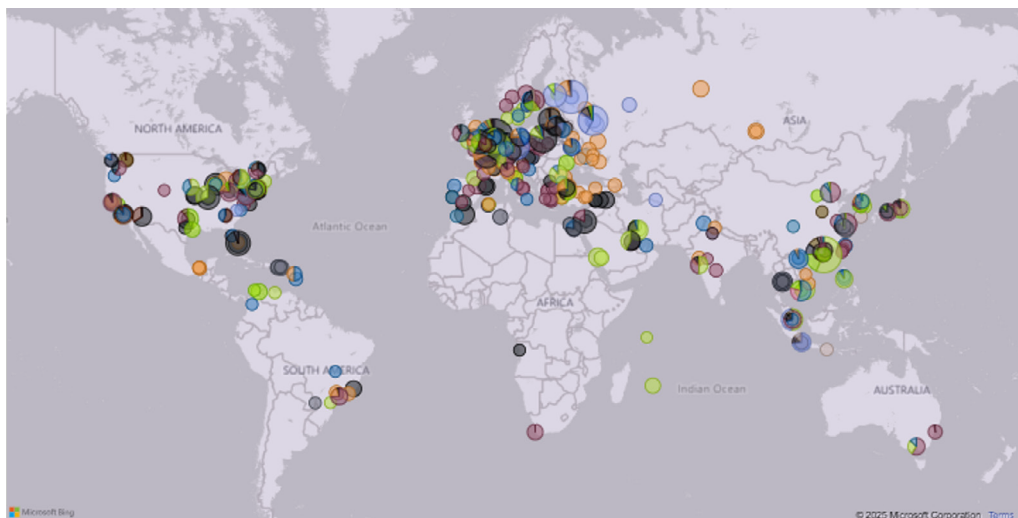 NORTH AMERICA
ASIA
Atlantic Ocean
AFRICA
SOUTH AMERICA
Indian Ocean
AUSTRALIA
Microsoft Bing
© 2025 Microsoft Corporation Terms